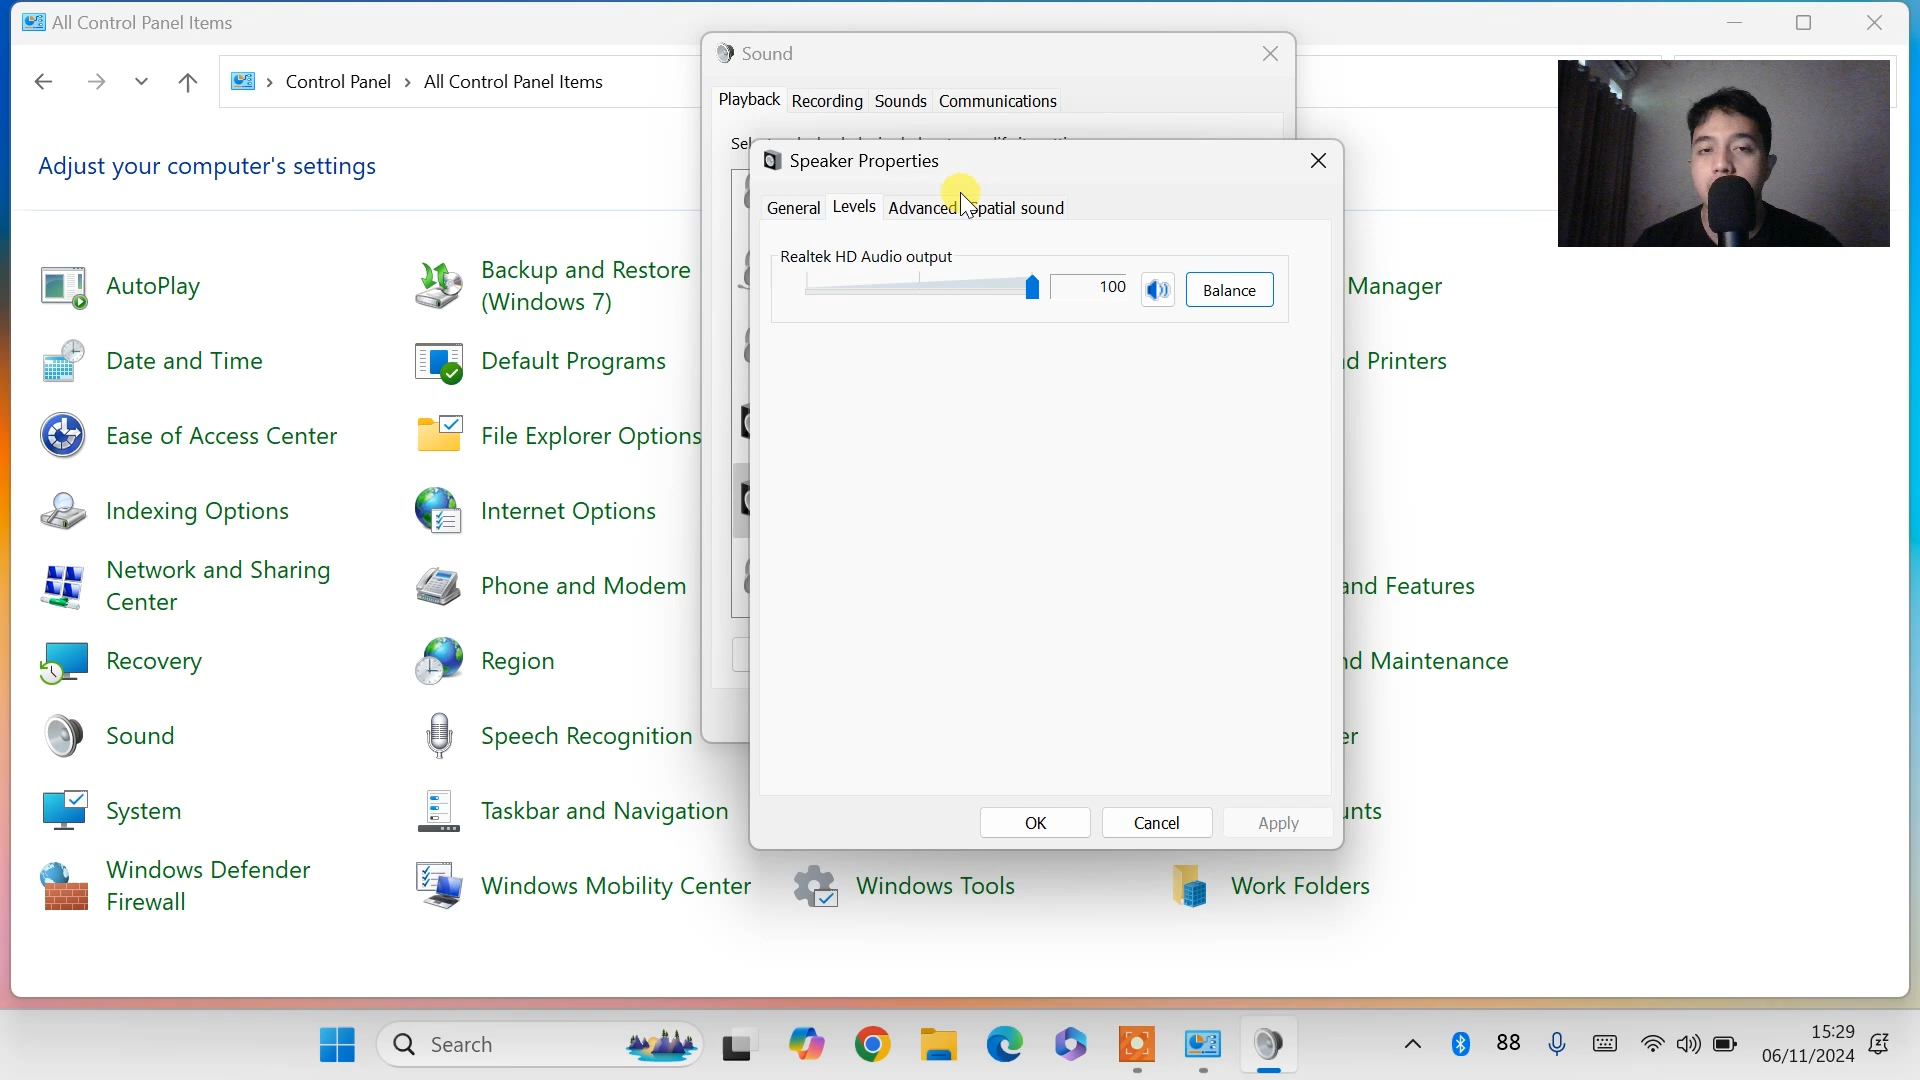 All Control Panel Items
Control Panel
All Control Panel Items
Adjust your computer's settings
AutoPlay
Backup and Restore
(Windows 7)
Manager
Date and Time
Default Programs
d Printers
Ease of Access Center
File Explorer Options
Indexing Options
Internet Options
Network and Sharing
Center
Phone and Modem
and Features
Recovery
Region
d Maintenance
Sound
Speech Recognition
er
System
Taskbar and Navigation
unts
Windows Defender
Firewall
Windows Mobility Center
Windows Tools
Work Folders
Sound
Playback
Recording
Sounds
Communications
Speaker Properties
General
Levels
Advanced
patial sound
Realtek HD Audio output
100
Balance
OK
Cancel
Apply
Search
88
15:29
06/11/2024